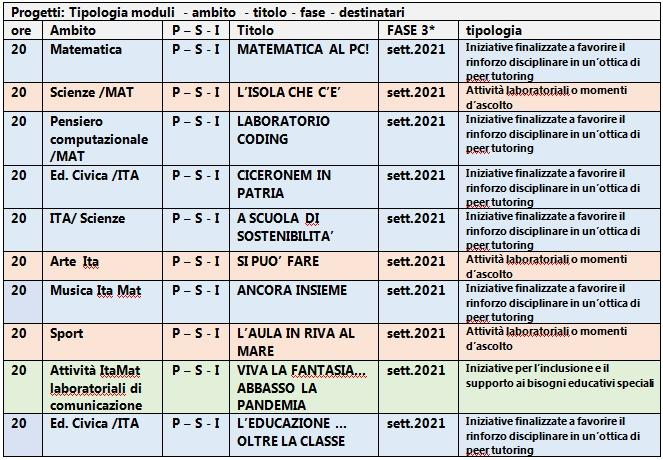 Progetti: Tipologia moduli - ambito - titolo - fase - destinatari
ore Ambito P – S - I Titolo FASE 3* tipologia
20 Matematica P – S - I MATEMATICA AL PC! sett.2021 Iniziative finalizzate a favorire il
rinforzo disciplinare in un’ottica di
peer tutoring
20 Scienze /MAT P – S - I L’ISOLA CHE C’E’ sett.2021 Attività laboratoriali o momenti
d’ascolto
20 Pensiero P – S - I LABORATORIO sett.2021 Iniziative finalizzate a favorire il
computazionale CODING rinforzo disciplinare in un’ottica di
/MAT peer tutoring
20 Ed. Civica /ITA P – S - I CICERONEM IN sett.2021 Iniziative finalizzate a favorire il
PATRIA rinforzo disciplinare in un’ottica di
peer tutoring
20 ITA/ Scienze P – S - I A SCUOLA DI sett.2021 Iniziative finalizzate a favorire il
SOSTENIBILITA’ rinforzo disciplinare in un’ottica di
peer tutoring
20 Arte Ita P – S - I SI PUO’ FARE sett.2021 Attività laboratoriali o momenti
d’ascolto
20 Musica Ita Mat P – S - I ANCORA INSIEME sett.2021 Iniziative finalizzate a favorire il
rinforzo disciplinare in un’ottica di
peer tutoring
20 Sport P – S - I L’AULA IN RIVA AL sett.2021 Attività laboratoriali o momenti
MARE d’ascolto
20 Attività ItaMat P – S - I VIVA LA FANTASIA… sett.2021 Iniziative per l’inclusione e il
laboratoriali di ABBASSO LA supporto ai bisogni educativi speciali
comunicazione PANDEMIA
20 Ed. Civica /ITA P – S - I L’EDUCAZIONE … sett.2021 Iniziative finalizzate a favorire il
OLTRE LA CLASSE rinforzo disciplinare in un’ottica di
peer tutoring